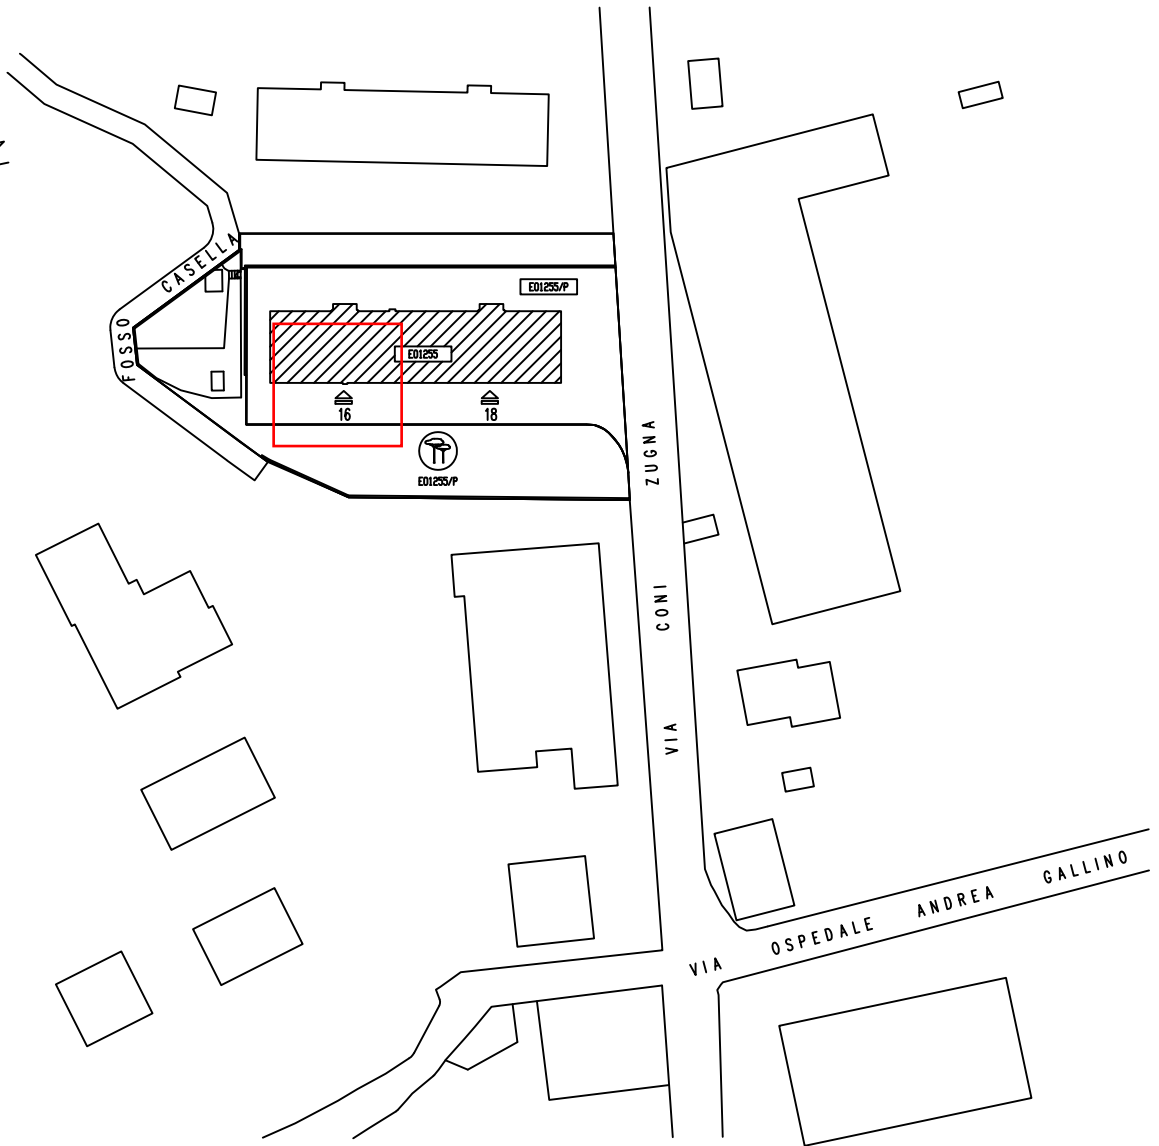 FOSSO CASELLA
E01255/P
E01255
16
18
E01255/P
VIA CONI ZUGNA
VIA OSPEDALE ANDREA GALLINO